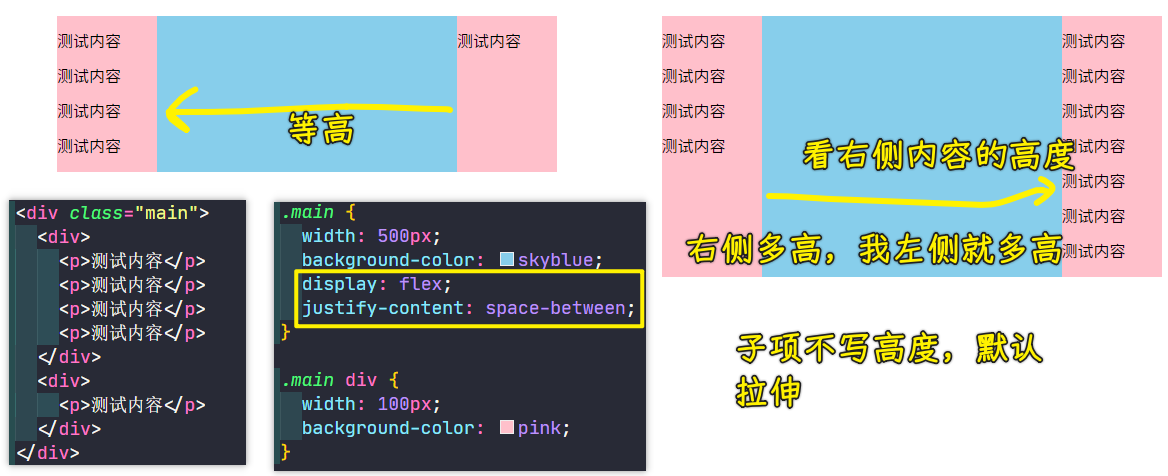 测试内容
测试内容
测试内容
测试内容
测试内容
等高
测试内容
测试内容
测试内容
测试内容
测试内容
测试内容
测试内容
测试内容
测试内容
测试内容
测试内容
看右侧内容的高度
右侧多高，我左侧就多高
<div class="main">
<div>
<p>测试内容</p>
<p>测试内容</p>
<p>测试内容</p>
<p>测试内容</p>
</div>
<div>
<p>测试内容</p>
</div>
</div>
.main {
width: 500px;
background-color: skyblue;
display: flex;
justify-content: space-between;
}
.main div {
width: 100px;
background-color: pink;
}
子项不写高度，默认
拉伸